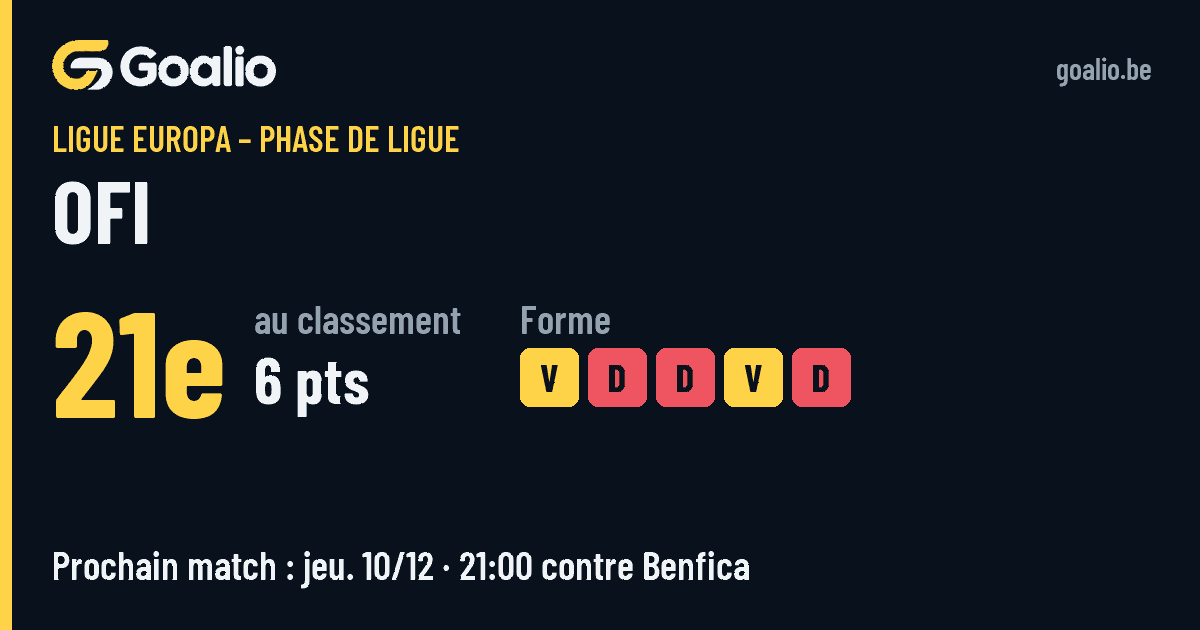 Goalio
goalio.be
LIGUE EUROPA – PHASE DE LIGUE
OFI
21e
au classement
6 pts
Forme
V D D V D
Prochain match : jeu. 10/12 · 21:00 contre Benfica